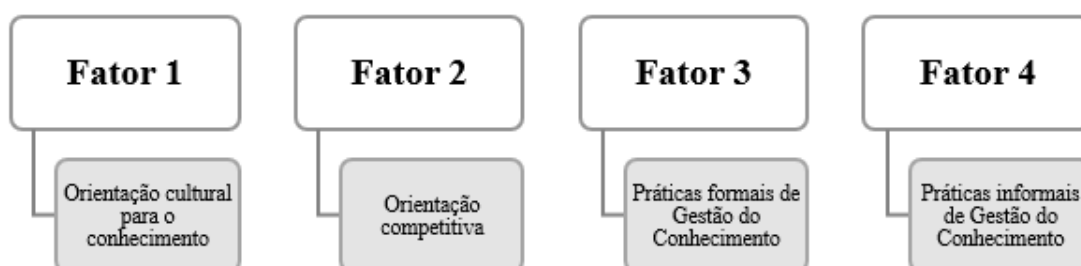 Fator 1
Orientação cultural
para o
conhecimento
Fator 2
Orientação
competitiva
Fator 3
Práticas formais de
Gestão do
Conhecimento
Fator 4
Práticas informais
de Gestão do
Conhecimento